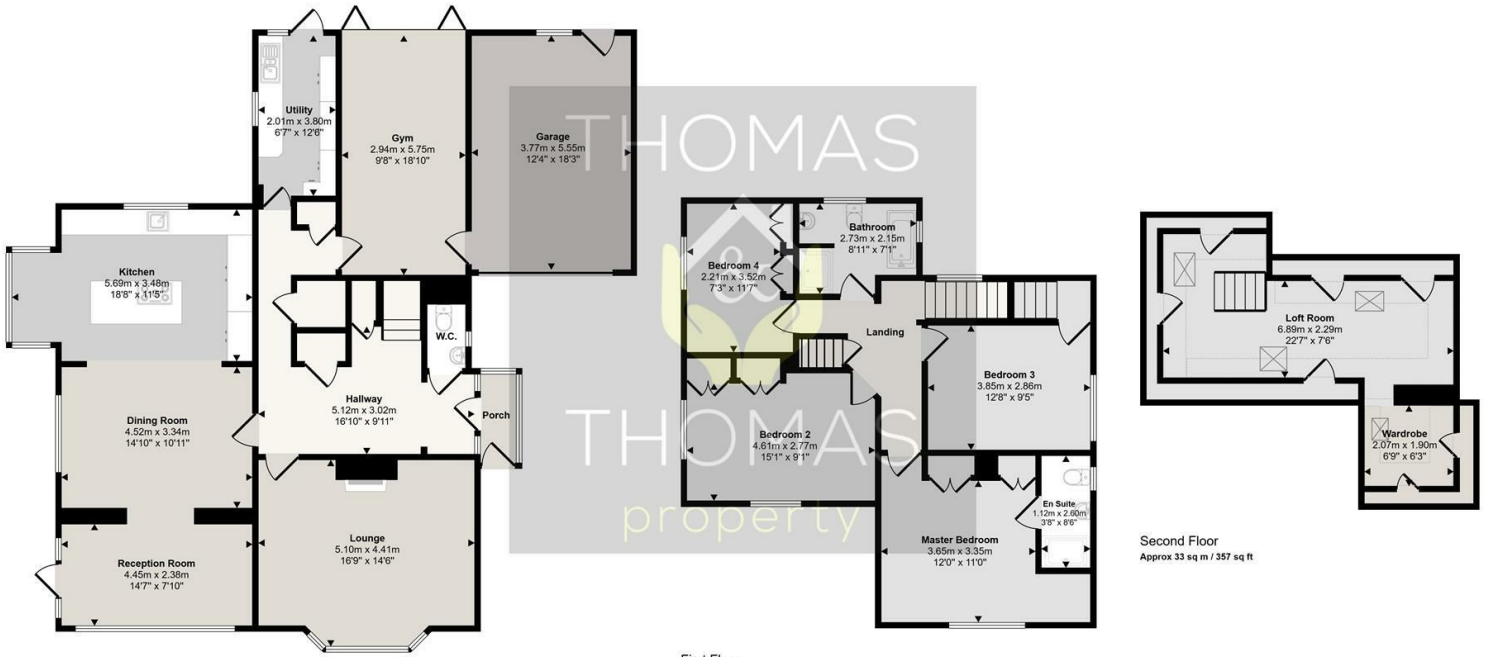 Utility
2.01m x 3.80m
6'7" x 12'6"
Gym
2.94m x 5.75m
9'8" x 18'10"
Garage
3.77m x 5.55m
12'4" x 18'3"
Kitchen
5.69m x 3.48m
18'8" x 11'5"
W.C.
Hallway
5.12m x 3.02m
16'10" x 9'11"
Porch
Dining Room
4.52m x 3.34m
14'10" x 10'11"
Lounge
5.10m x 4.41m
16'9" x 14'6"
Reception Room
4.45m x 2.38m
14'7" x 7'10"
THOMAS
&
THOMAS
property
Bathroom
2.73m x 2.15m
8'11" x 7'1"
Bedroom 4
2.21m x 3.52m
7'3" x 11'7"
Landing
Bedroom 3
3.85m x 2.86m
12'8" x 9'5"
Bedroom 2
4.61m x 2.77m
15'1" x 9'1"
En Suite
1.12m x 2.60m
3'8" x 8'6"
Master Bedroom
3.65m x 3.35m
12'0" x 11'0"
Loft Room
6.89m x 2.29m
22'7" x 7'6"
Wardrobe
2.07m x 1.90m
6'9" x 6'3"
Second Floor
Approx 33 sq m / 357 sq ft
First Floor